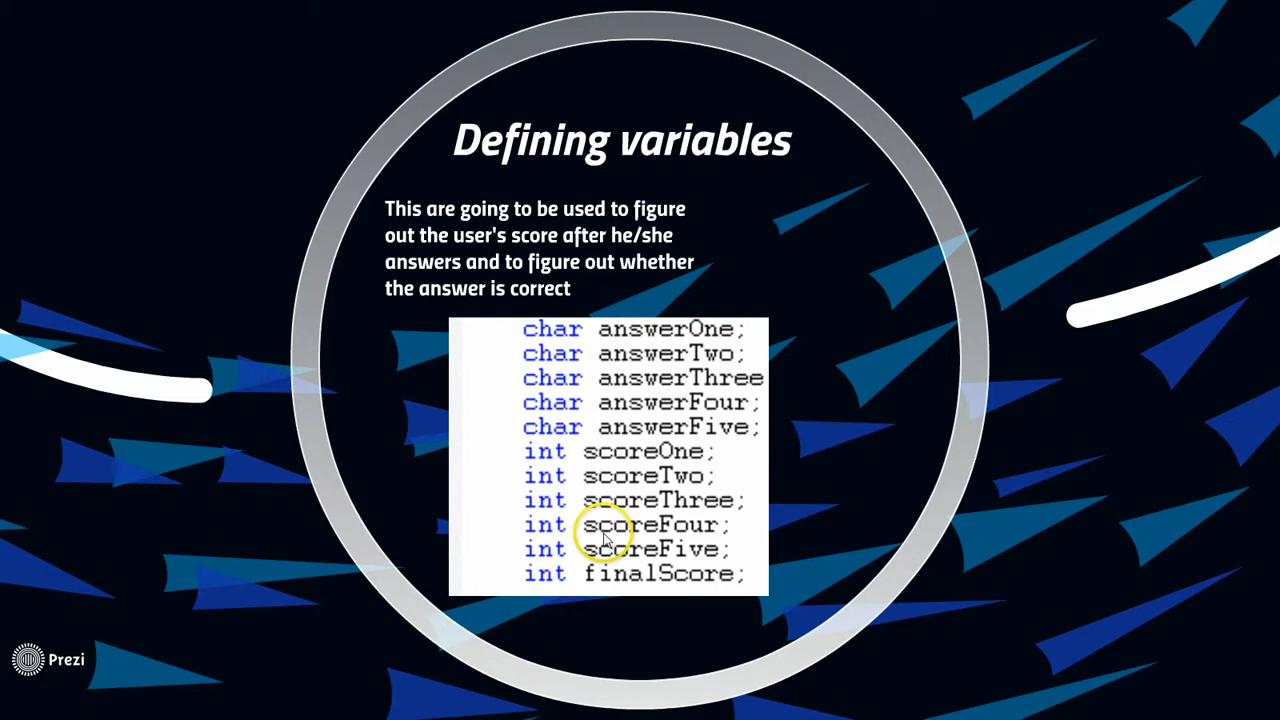 Defining variables
This are going to be used to figure
out the user's score after he/she
answers and to figure out whether
the answer is correct
char answerOne;
char answerTwo;
char answerThree
char answerFour;
char answerFive;
int scoreOne;
int scoreTwo;
int scoreThree;
int scoreFour;
int scoreFive;
int finalScore;
Prezi